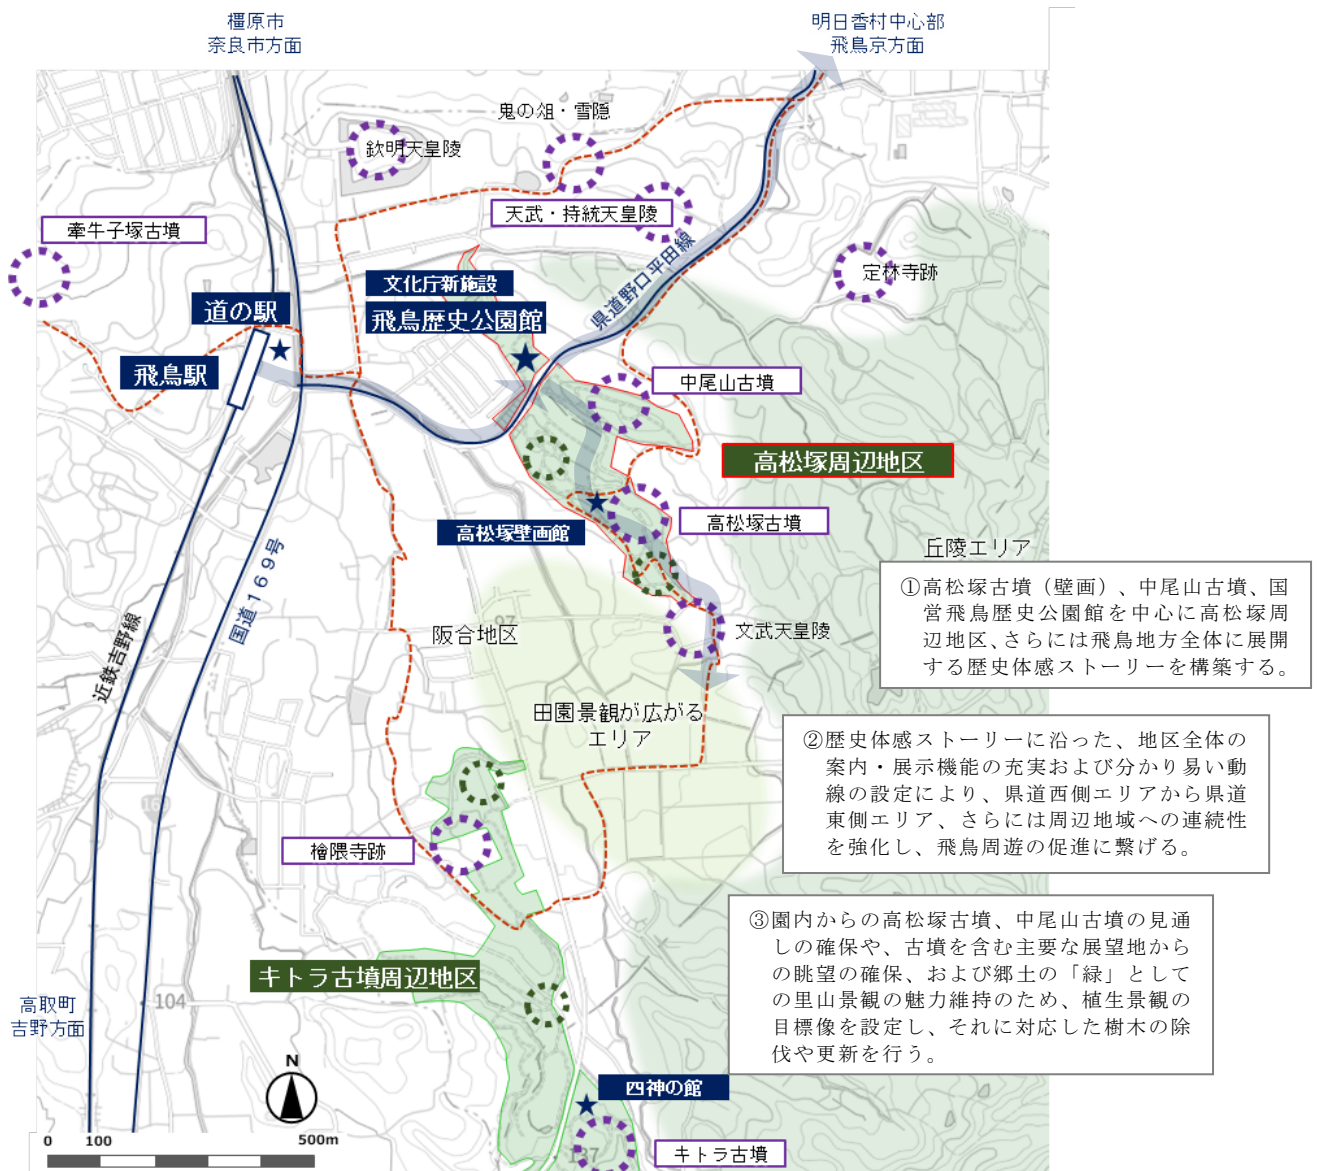 橿原市
奈良市方面
明日香村中心部
飛鳥京方面
鬼の俎・雪隠
欽明天皇陵
天武・持統天皇陵
牽牛子塚古墳
定林寺跡
県道野口平田線
文化庁新施設
飛鳥歴史公園館
道の駅
飛鳥駅
中尾山古墳
高松塚周辺地区
高松塚古墳
高松塚壁画館
丘陵エリア
国道169号
近鉄吉野線
阪合地区
文武天皇陵
①高松塚古墳（壁画）、中尾山古墳、国
営飛鳥歴史公園館を中心に高松塚周
辺地区、さらには飛鳥地方全体に展開
する歴史体感ストーリーを構築する。
田園景観が広がる
エリア
②歴史体感ストーリーに沿った、地区全体の
案内・展示機能の充実および分かり易い動
線の設定により、県道西側エリアから県道
東側エリア、さらには周辺地域への連続性
を強化し、飛鳥周遊の促進に繋げる。
檜隈寺跡
③園内からの高松塚古墳、中尾山古墳の見通
しの確保や、古墳を含む主要な展望地から
の眺望の確保、および郷土の「緑」として
の里山景観の魅力維持のため、植生景観の
目標像を設定し、それに対応した樹木の除
伐や更新を行う。
キトラ古墳周辺地区
高取町
吉野方面
104
N
四神の館
キトラ古墳
137
0 100 500m